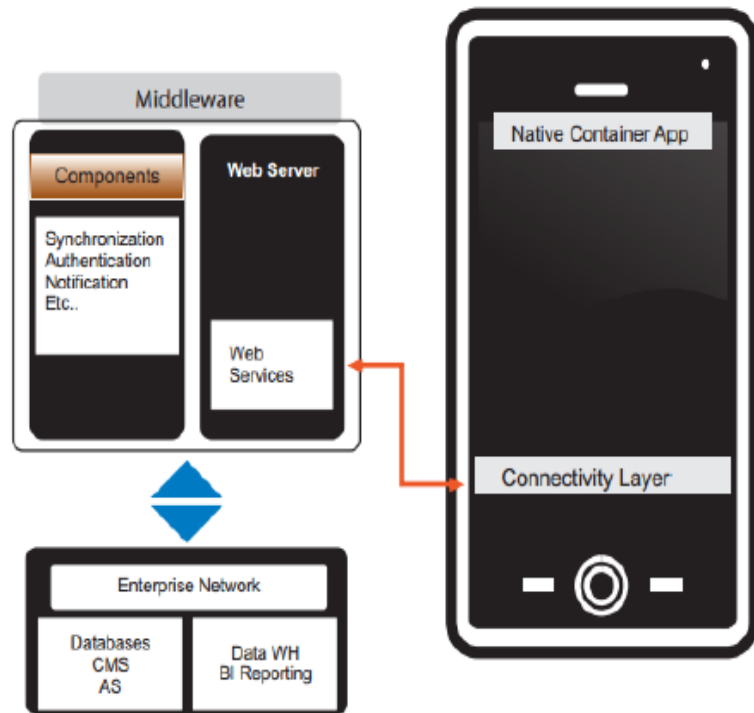 Middleware
Components
Synchronization
Authentication
Notification
Etc..
Web Server
Web
Services
Enterprise Network
Databases
CMS
AS
Data WH
BI Reporting
Native Container App
Connectivity Layer